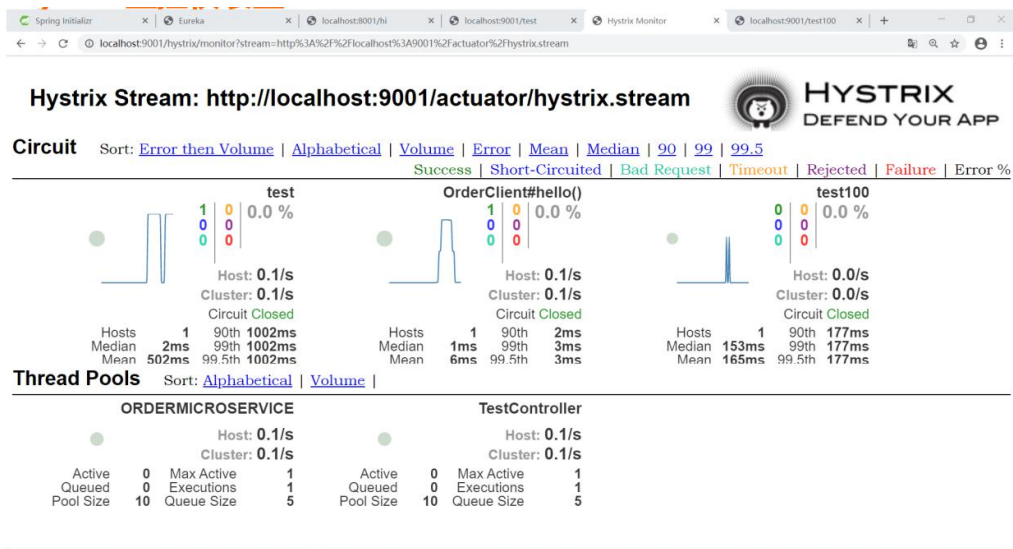 Spring Initializr
Eureka
localhost:8001/hi
localhost:9001/test
Hystrix Monitor
localhost:9001/test100
localhost:9001/hystrix/monitor?stream=http%3A%2F%2Flocalhost%3A9001%2Factuator%2Fhystrix.stream
Hystrix Stream: http://localhost:9001/actuator/hystrix.stream
HYSTRIX
DEFEND YOUR APP
Circuit Sort: Error then Volume | Alphabetical | Volume | Error | Mean | Median | 90 | 99 | 99.5
Success | Short-Circuited | Bad Request | Timeout | Rejected | Failure | Error %
test
1 0 0.0 %
0 0
0 0
Host: 0.1/s
Cluster: 0.1/s
Circuit Closed
Hosts 1 90th 1002ms
Median 2ms 99th 1002ms
Mean 502ms 99.5th 1002ms
OrderClient#hello()
1 0 0.0 %
0 0
0 0
Host: 0.1/s
Cluster: 0.1/s
Circuit Closed
Hosts 1 90th 2ms
Median 1ms 99th 3ms
Mean 6ms 99.5th 3ms
test100
0 0 0.0 %
0 0
0 0
Host: 0.0/s
Cluster: 0.0/s
Circuit Closed
Hosts 1 90th 177ms
Median 153ms 99th 177ms
Mean 165ms 99.5th 177ms
Thread Pools Sort: Alphabetical | Volume |
ORDERMICROSERVICE
Host: 0.1/s
Cluster: 0.1/s
Active 0 Max Active 1
Queued 0 Executions 1
Pool Size 10 Queue Size 5
TestController
Host: 0.1/s
Cluster: 0.1/s
Active 0 Max Active 1
Queued 0 Executions 1
Pool Size 10 Queue Size 5